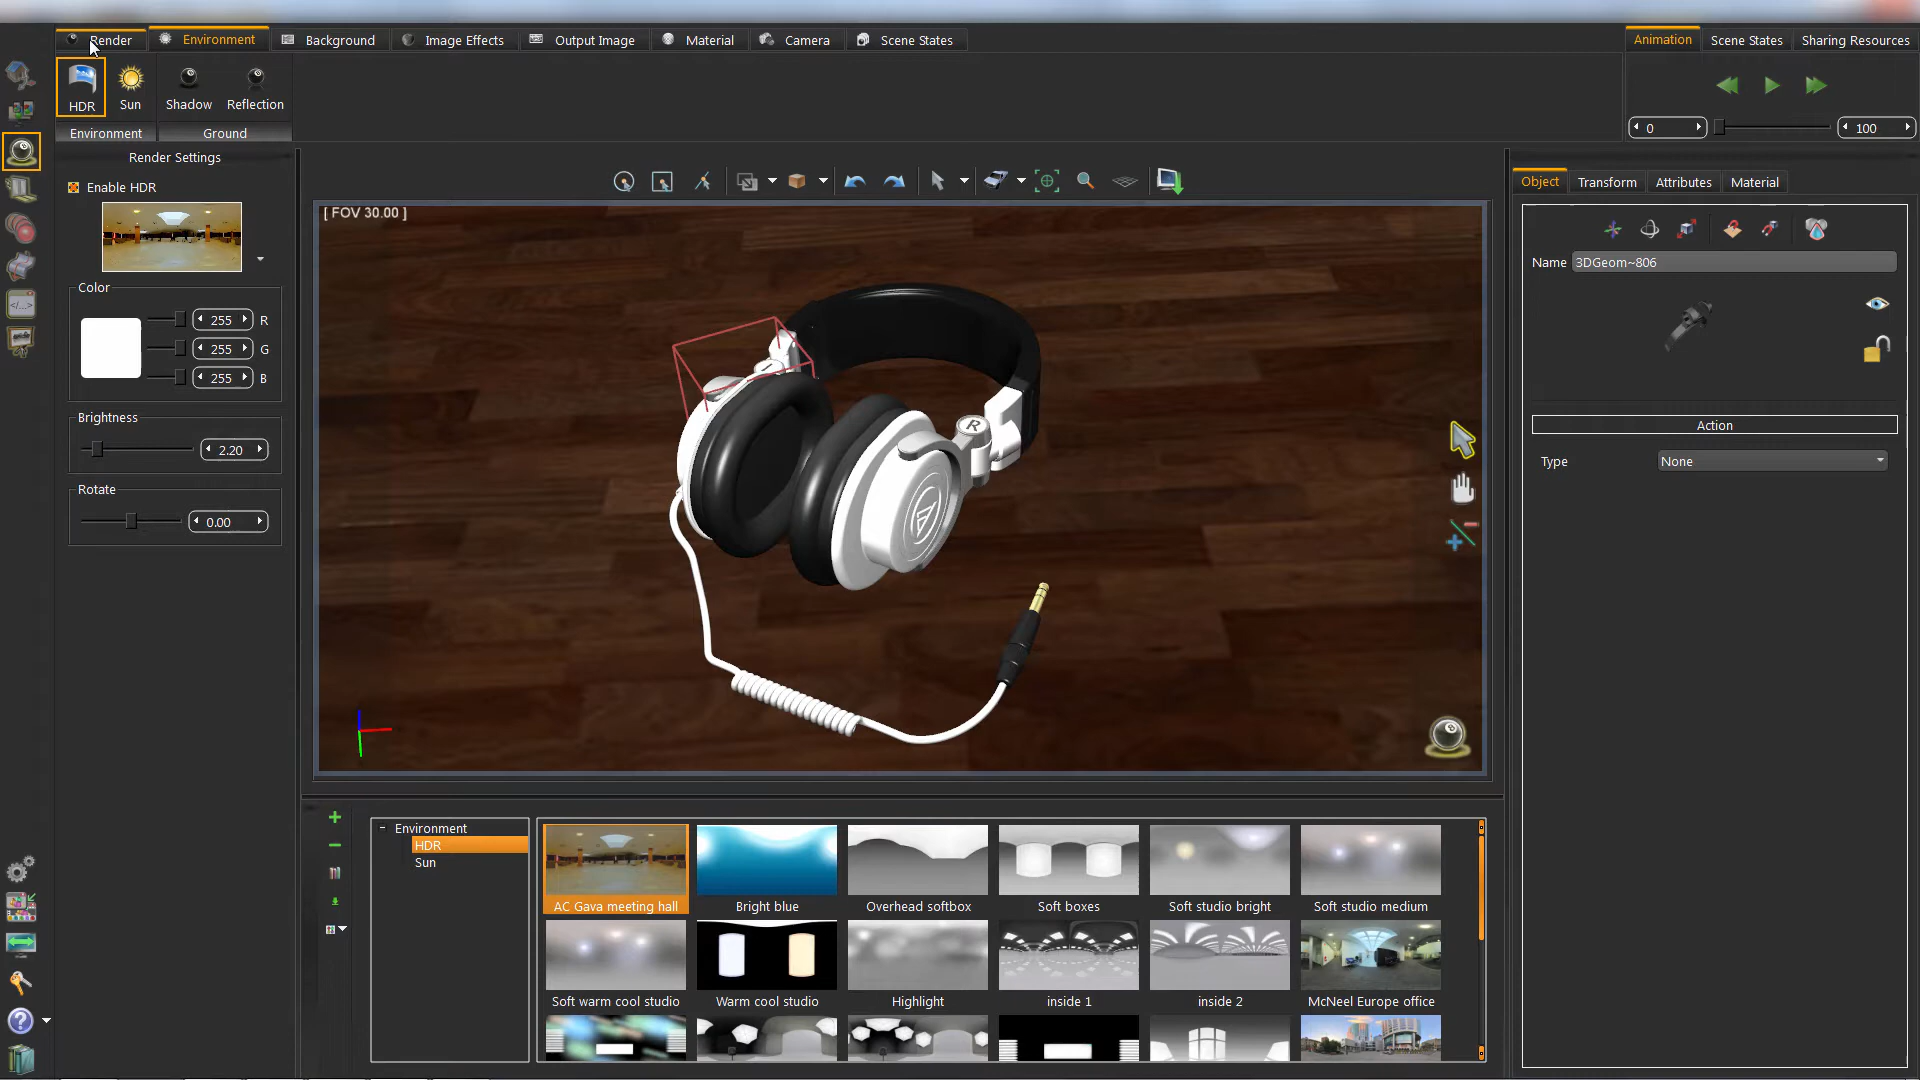 Render
Environment
Background
Image Effects
Output Image
Material
Camera
Scene States
Animation
Scene States
Sharing Resources
HDR
Sun
Shadow
Reflection
Environment
Ground
0
100
Render Settings
Enable HDR
Color
255 R
255 G
255 B
Brightness
2.20
Rotate
0.00
[ FOV 30.00 ]
R
Object
Transform
Attributes
Material
Name 3DGeom~806
Action
Type None
Environment
HDR
Sun
AC Gava meeting hall
Bright blue
Overhead softbox
Soft boxes
Soft studio bright
Soft studio medium
Soft warm cool studio
Warm cool studio
Highlight
inside 1
inside 2
McNeel Europe office